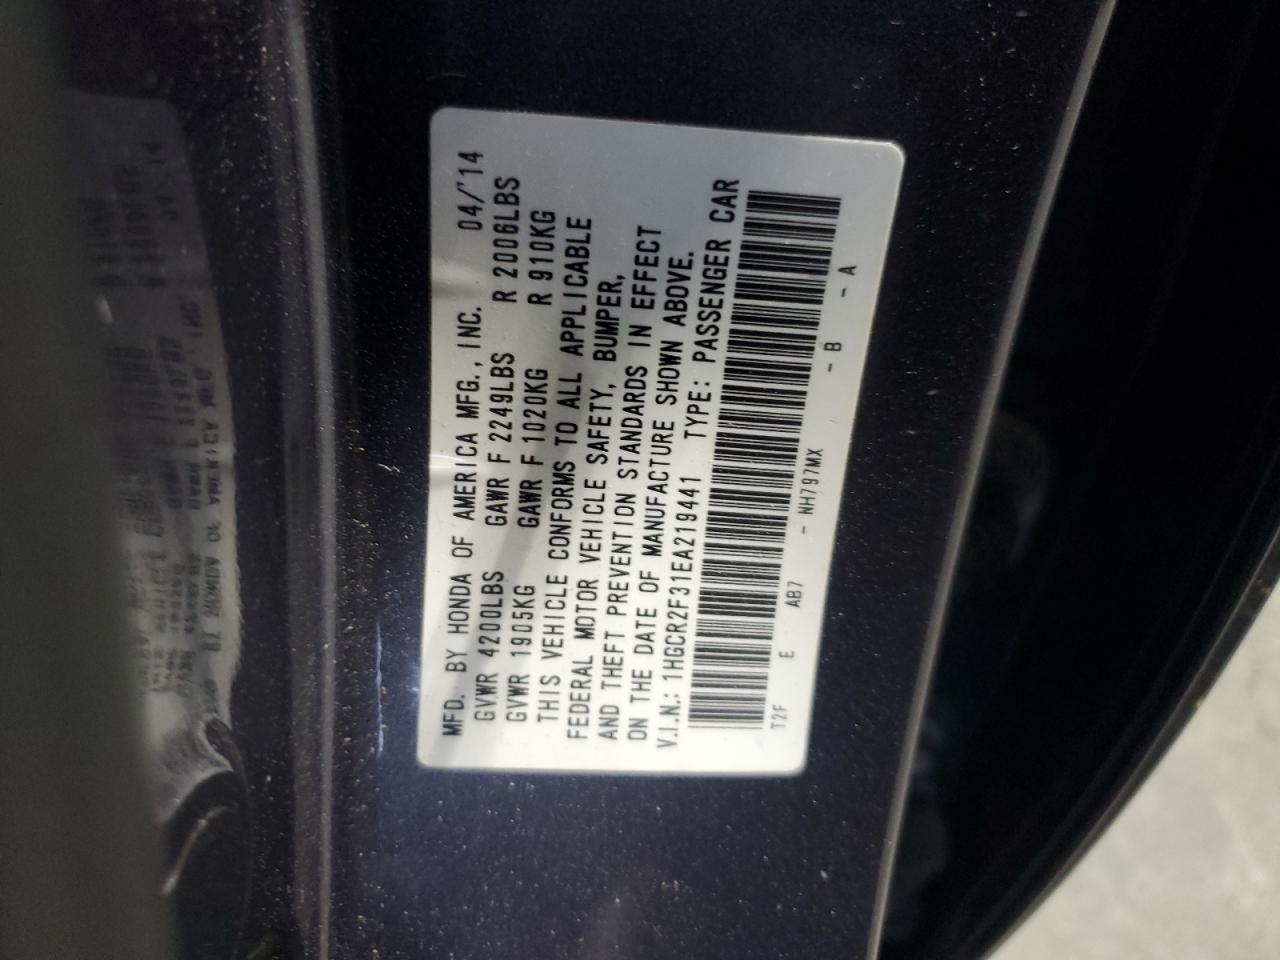 MFD. BY HONDA OF AMERICA MFG., INC. 04/'14
GVWR 4200LBS GAWR F 2249LBS R 2006LBS
GVWR 1905KG GAWR F 1020KG R 910KG
THIS VEHICLE CONFORMS TO ALL APPLICABLE
FEDERAL MOTOR VEHICLE SAFETY, BUMPER,
AND THEFT PREVENTION STANDARDS IN EFFECT
ON THE DATE OF MANUFACTURE SHOWN ABOVE.
V.I.N.: 1HGCR2F31EA219441 TYPE: PASSENGER CAR
T2F E AB7 - NH797MX - B - A